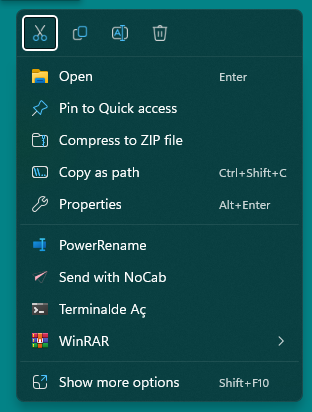 Open Enter
Pin to Quick access
Compress to ZIP file
Copy as path Ctrl+Shift+C
Properties Alt+Enter
PowerRename
Send with NoCab
Terminalde Aç
WinRAR
Show more options Shift+F10